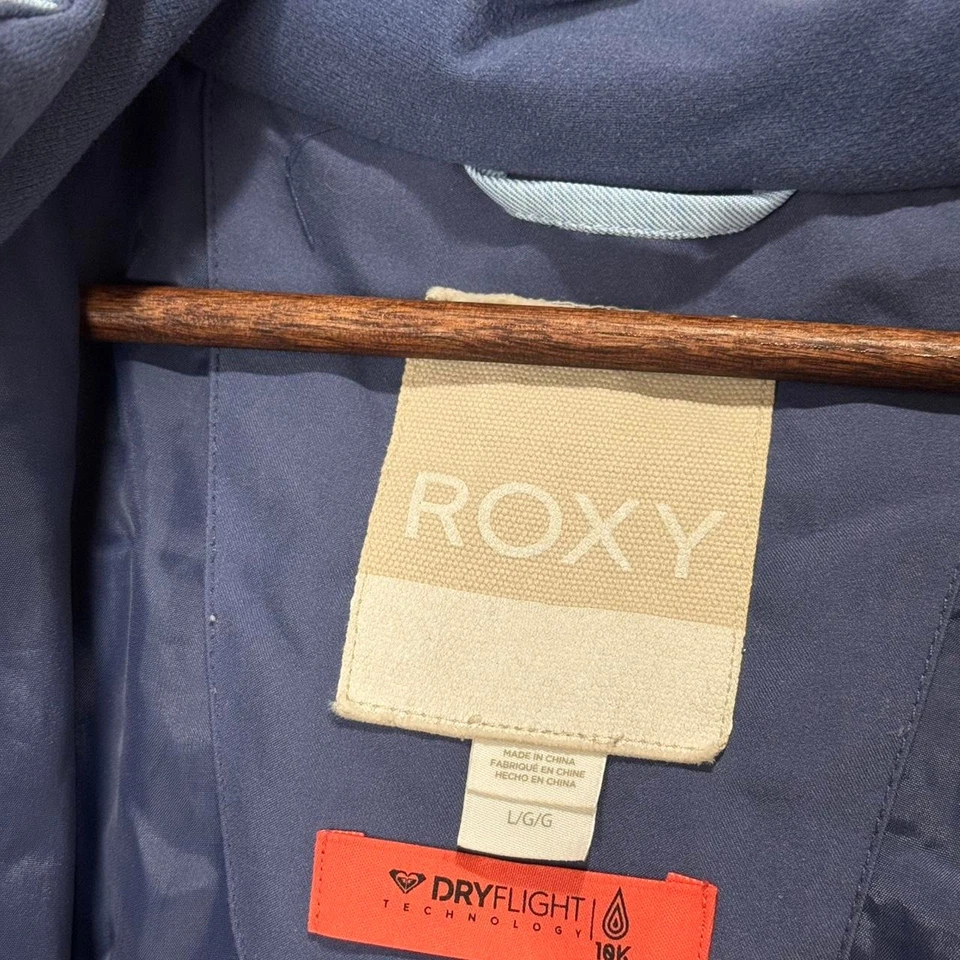 ROXY
MADE IN CHINA
FABRIQUÉ EN CHINE
HECHO EN CHINA
L/G/G
DRYFLIGHT
TECHNOLOGY
10K